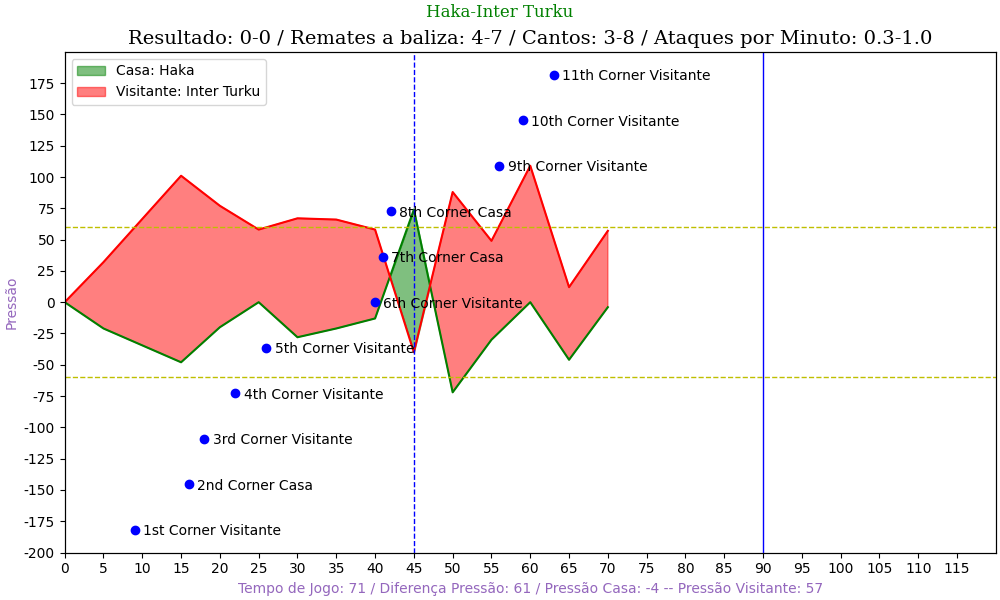 Haka-Inter Turku
Resultado: 0-0 / Remates a baliza: 4-7 / Cantos: 3-8 / Ataques por Minuto: 0.3-1.0
Casa: Haka
Visitante: Inter Turku
175
150
125
100
75
50
25
0
-25
-50
-75
-100
-125
-150
-175
-200
Pressão
11th Corner Visitante
10th Corner Visitante
9th Corner Visitante
8th Corner Casa
7th Corner Casa
6th Corner Visitante
5th Corner Visitante
4th Corner Visitante
3rd Corner Visitante
2nd Corner Casa
1st Corner Visitante
0 5 10 15 20 25 30 35 40 45 50 55 60 65 70 75 80 85 90 95 100 105 110 115
Tempo de Jogo: 71 / Diferença Pressão: 61 / Pressão Casa: -4 -- Pressão Visitante: 57